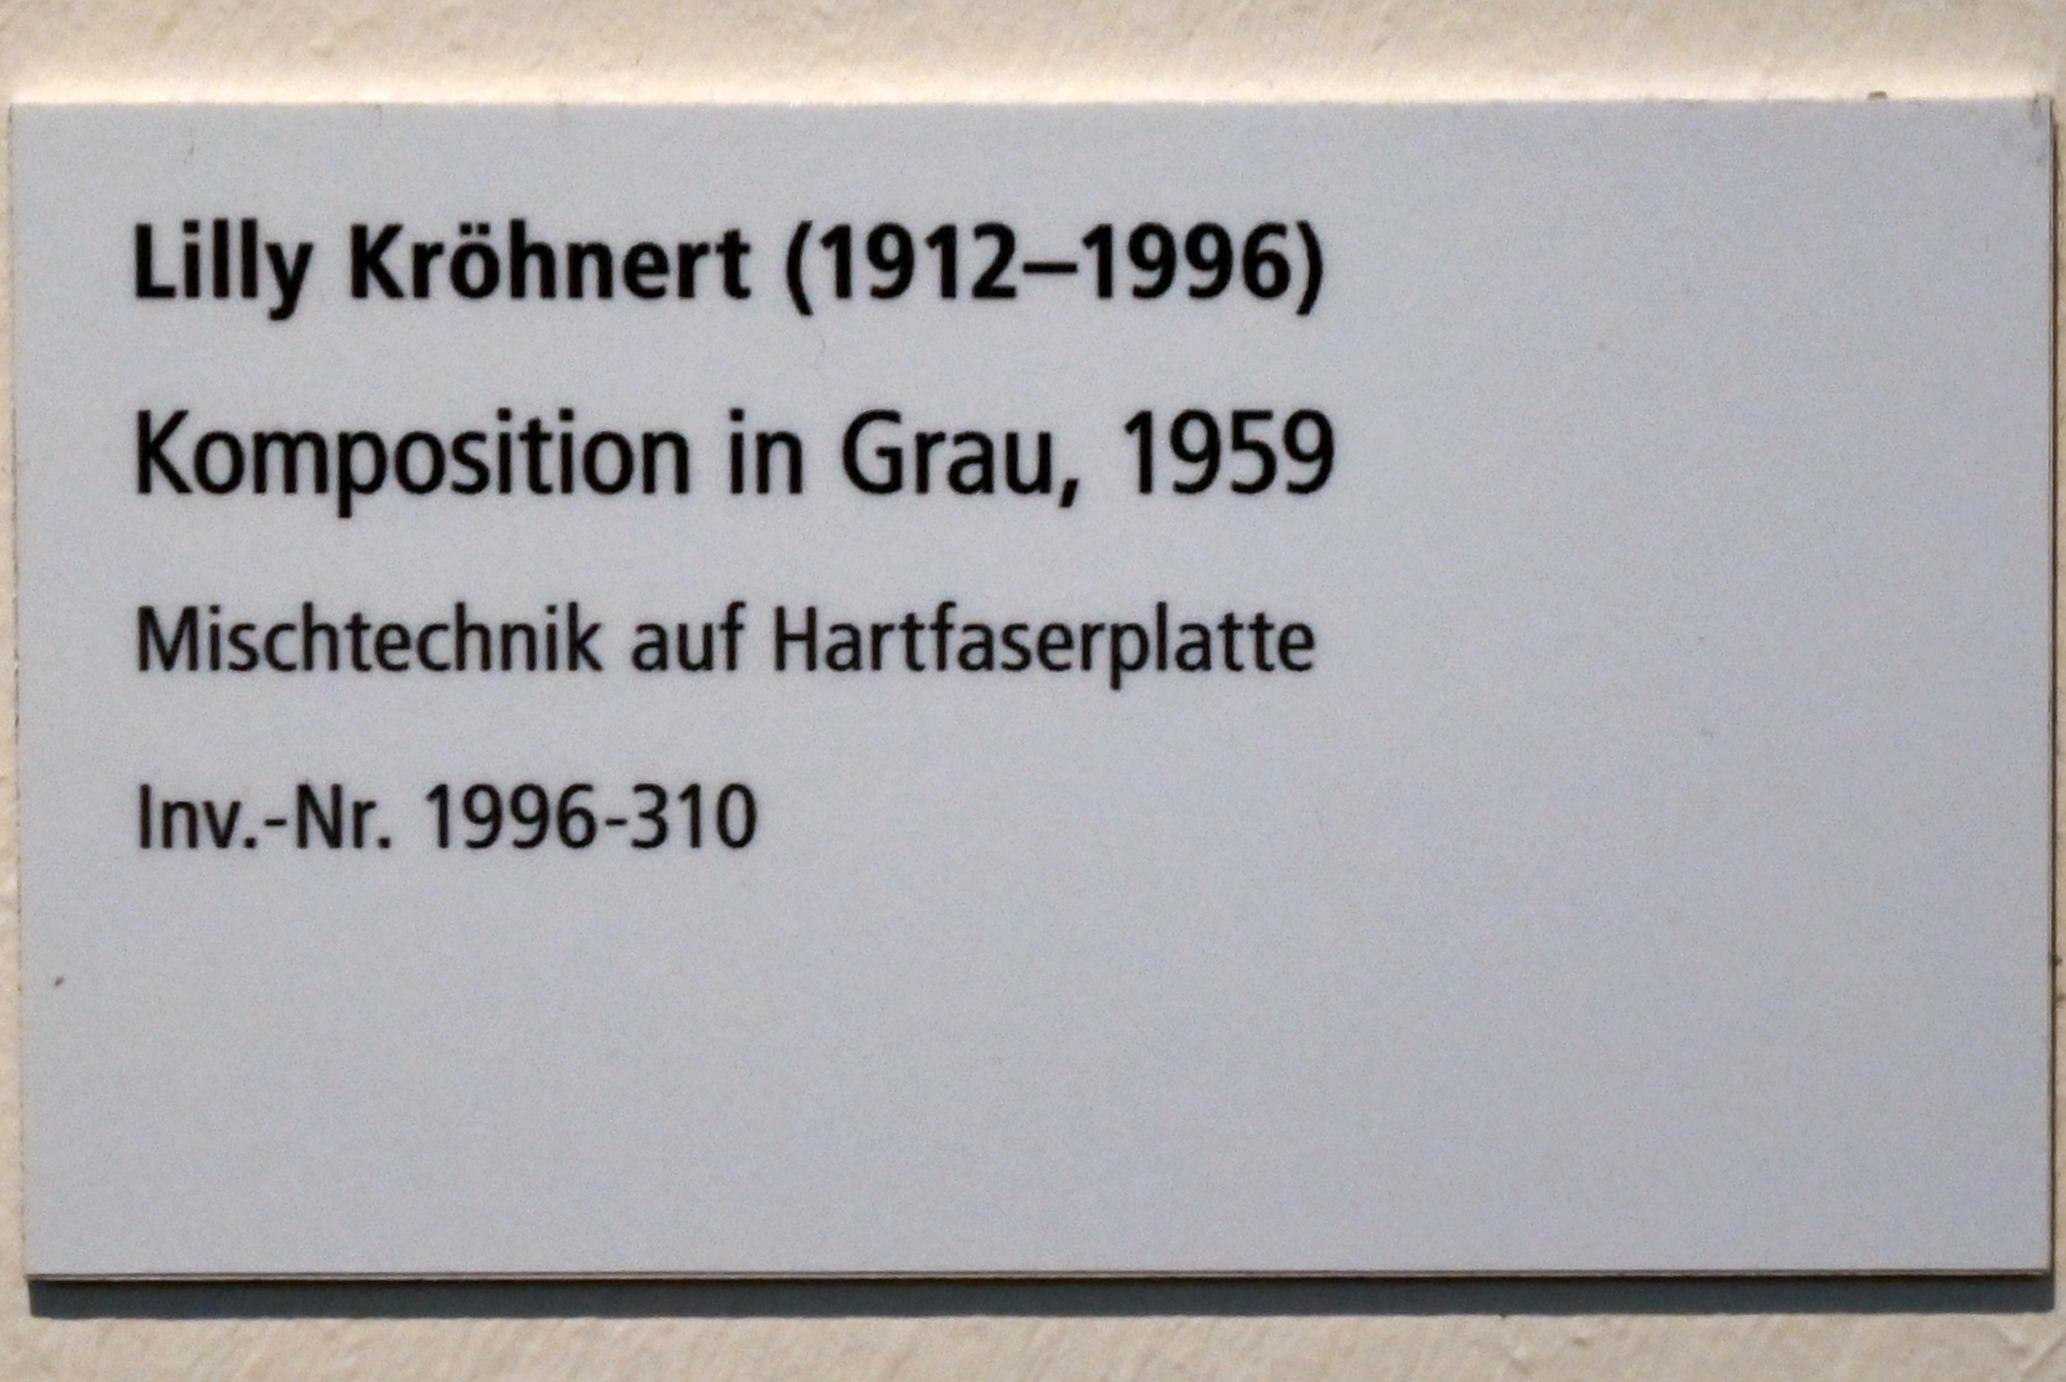 Lilly Kröhnert (1912–1996)
Komposition in Grau, 1959
Mischtechnik auf Hartfaserplatte
Inv.-Nr. 1996-310